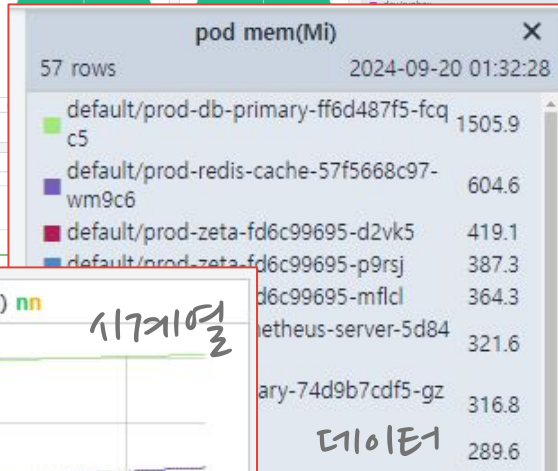 pod mem(Mi) ×
57 rows 2024-09-20 01:32:28
default/prod-db-primary-ff6d487f5-fcq
c5 1505.9
default/prod-redis-cache-57f5668c97-
wm9c6 604.6
default/prod-zeta-fd6c99695-d2vk5 419.1
default/prod-zeta-fd6c99695-p9rsj 387.3
d6c99695-mflcl 364.3
) nn
시계열
etheus-server-5d84
321.6
ary-74d9b7cdf5-gz
316.8
데이터
289.6